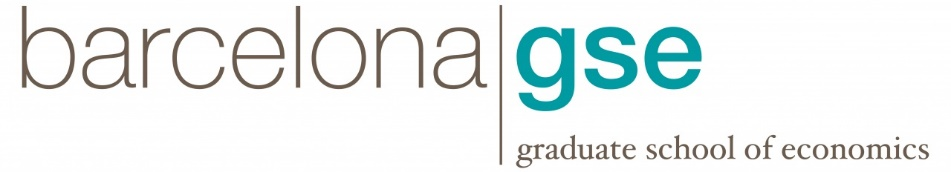 barcelona gse
graduate school of economics